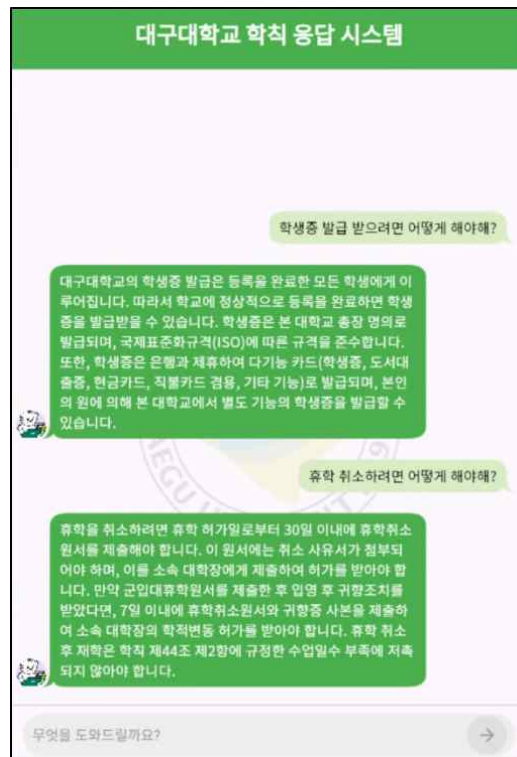 대구대학교 학칙 응답 시스템
학생증 발급 받으려면 어떻게 해야해?
대구대학교의 학생증 발급은 등록을 완료한 모든 학생에게 이
루어집니다. 따라서 학교에 정상적으로 등록을 완료하면 학생
증을 발급받을 수 있습니다. 학생증은 본 대학교 총장 명의로
발급되며, 국제표준화규격(ISO)에 따른 규격을 준수합니다.
또한, 학생증은 은행과 제휴하여 다기능 카드(학생증, 도서대
출증, 현금카드, 직불카드 겸용, 기타 기능)로 발급되며, 본인
의 원에 의해 본 대학교에서 별도 기능의 학생증을 발급할 수
있습니다.
휴학 취소하려면 어떻게 해야해?
휴학을 취소하려면 휴학 허가일로부터 30일 이내에 휴학취소
원서를 제출해야 합니다. 이 원서에는 취소 사유서가 첨부되
어야 하며, 이를 소속 대학장에게 제출하여 허가를 받아야 합
니다. 만약 군입대휴학원서를 제출한 후 입영 후 귀향조치를
받았다면, 7일 이내에 휴학취소원서와 귀향증 사본을 제출하
여 소속 대학장의 학적변동 허가를 받아야 합니다. 휴학 취소
후 재학은 학칙 제44조 제2항에 규정한 수업일수 부족에 저촉
되지 않아야 합니다.
무엇을 도와드릴까요?